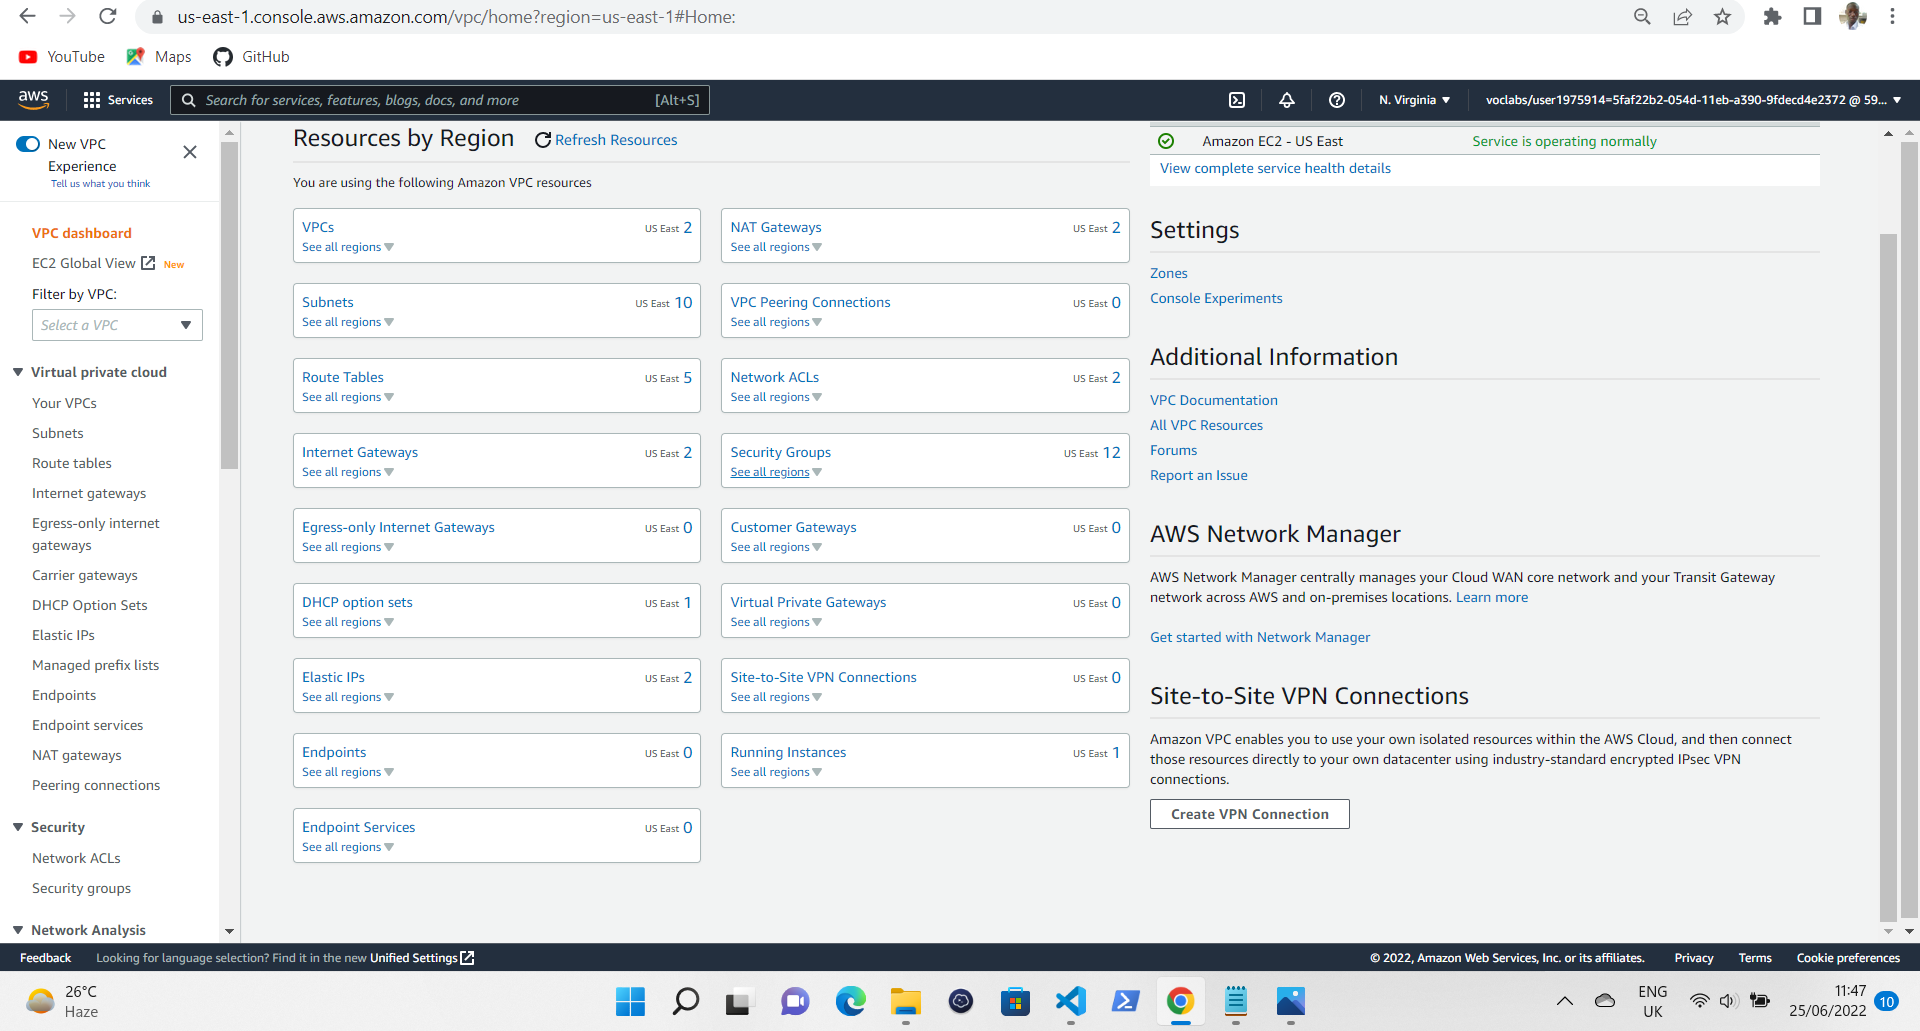 us-east-1.console.aws.amazon.com/vpc/home?region=us-east-1#Home:
YouTube
Maps
GitHub
aws
Services
Search for services, features, blogs, docs, and more
[Alt+S]
N. Virginia
voclabs/user1975914=5faf22b2-054d-11eb-a390-9fdecd4e2372 @ 59...
New VPC
Experience
Tell us what you think
VPC dashboard
EC2 Global View New
Filter by VPC:
Select a VPC
Virtual private cloud
Your VPCs
Subnets
Route tables
Internet gateways
Egress-only internet
gateways
Carrier gateways
DHCP Option Sets
Elastic IPs
Managed prefix lists
Endpoints
Endpoint services
NAT gateways
Peering connections
Security
Network ACLs
Security groups
Network Analysis
Resources by Region
Refresh Resources
You are using the following Amazon VPC resources
VPCs US East 2
See all regions
NAT Gateways US East 2
See all regions
Subnets US East 10
See all regions
VPC Peering Connections US East 0
See all regions
Route Tables US East 5
See all regions
Network ACLs US East 2
See all regions
Internet Gateways US East 2
See all regions
Security Groups US East 12
See all regions
Egress-only Internet Gateways US East 0
See all regions
Customer Gateways US East 0
See all regions
DHCP option sets US East 1
See all regions
Virtual Private Gateways US East 0
See all regions
Elastic IPs US East 2
See all regions
Site-to-Site VPN Connections US East 0
See all regions
Endpoints US East 0
See all regions
Running Instances US East 1
See all regions
Endpoint Services US East 0
See all regions
Amazon EC2 - US East
Service is operating normally
View complete service health details
Settings
Zones
Console Experiments
Additional Information
VPC Documentation
All VPC Resources
Forums
Report an Issue
AWS Network Manager
AWS Network Manager centrally manages your Cloud WAN core network and your Transit Gateway
network across AWS and on-premises locations. Learn more
Get started with Network Manager
Site-to-Site VPN Connections
Amazon VPC enables you to use your own isolated resources within the AWS Cloud, and then connect
those resources directly to your own datacenter using industry-standard encrypted IPsec VPN
connections.
Create VPN Connection
Feedback
Looking for language selection? Find it in the new Unified Settings
© 2022, Amazon Web Services, Inc. or its affiliates.
Privacy
Terms
Cookie preferences
26°C
Haze
ENG
UK
11:47
25/06/2022
10